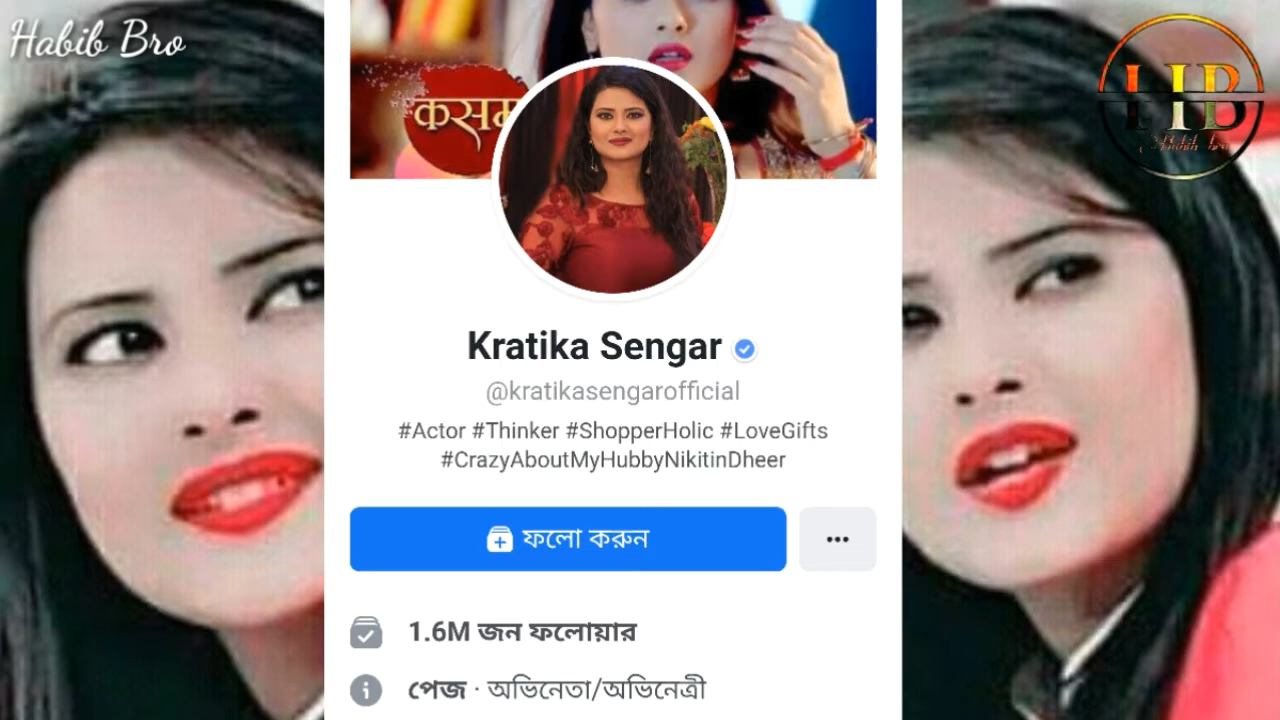 Habib Bro
HB
कसम
Kratika Sengar
@kratikasengarofficial
#Actor #Thinker #ShopperHolic #LoveGifts
#CrazyAboutMyHubbyNikitinDheer
ফলো করুন
1.6M জন ফলোয়ার
পেজ · অভিনেতা/অভিনেত্রী